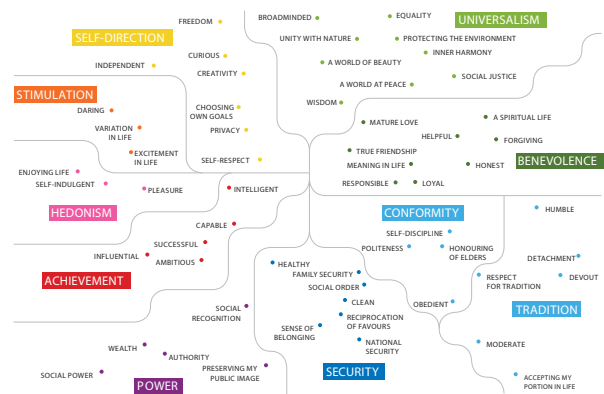 FREEDOM
SELF-DIRECTION
CURIOUS
INDEPENDENT
CREATIVITY
CHOOSING
OWN GOALS
PRIVACY
SELF-RESPECT
BROADMINDED
EQUALITY
UNIVERSALISM
UNITY WITH NATURE
PROTECTING THE ENVIRONMENT
INNER HARMONY
A WORLD OF BEAUTY
SOCIAL JUSTICE
A WORLD AT PEACE
WISDOM
STIMULATION
DARING
VARIATION
IN LIFE
EXCITEMENT
IN LIFE
MATURE LOVE
A SPIRITUAL LIFE
HELPFUL
FORGIVING
TRUE FRIENDSHIP
MEANING IN LIFE
HONEST
BENEVOLENCE
RESPONSIBLE
LOYAL
ENJOYING LIFE
SELF-INDULGENT
PLEASURE
HEDONISM
INTELLIGENT
CAPABLE
SUCCESSFUL
INFLUENTIAL
AMBITIOUS
ACHIEVEMENT
CONFORMITY
SELF-DISCIPLINE
POLITENESS
HONOURING
OF ELDERS
OBEDIENT
HUMBLE
DETACHMENT
RESPECT
FOR TRADITION
DEVOUT
TRADITION
MODERATE
ACCEPTING MY
PORTION IN LIFE
HEALTHY
FAMILY SECURITY
SOCIAL ORDER
CLEAN
RECIPROCATION
OF FAVOURS
SENSE OF
BELONGING
NATIONAL
SECURITY
SECURITY
SOCIAL
RECOGNITION
WEALTH
AUTHORITY
PRESERVING MY
PUBLIC IMAGE
SOCIAL POWER
POWER